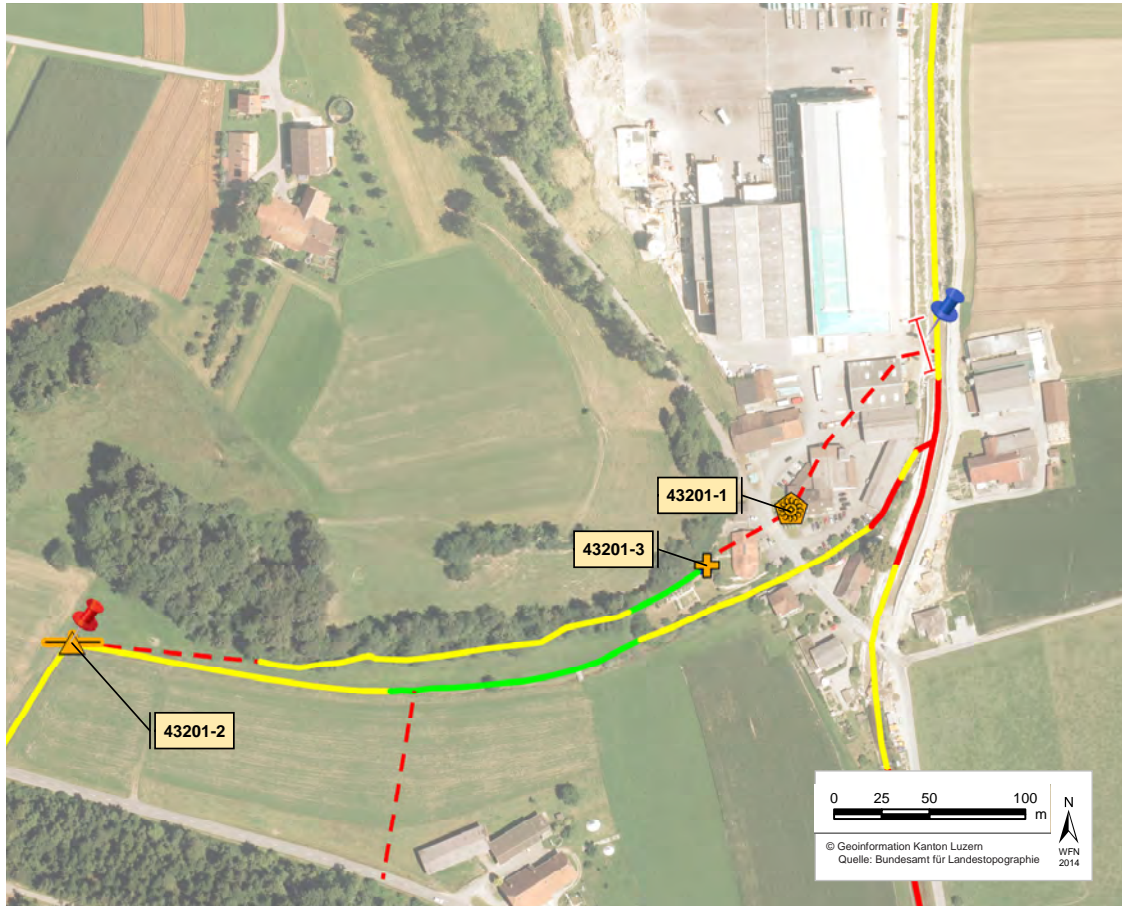 43201-1
43201-3
43201-2
0 25 50 100
m
N
© Geoinformation Kanton Luzern
Quelle: Bundesamt für Landestopographie
WFN
2014